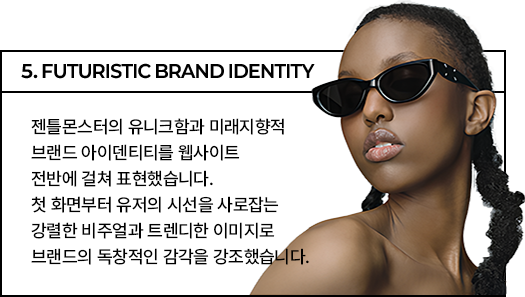 5. FUTURISTIC BRAND IDENTITY
젠틀몬스터의 유니크함과 미래지향적
브랜드 아이덴티티를 웹사이트
전반에 걸쳐 표현했습니다.
첫 화면부터 유저의 시선을 사로잡는
강렬한 비주얼과 트렌디한 이미지로
브랜드의 독창적인 감각을 강조했습니다.